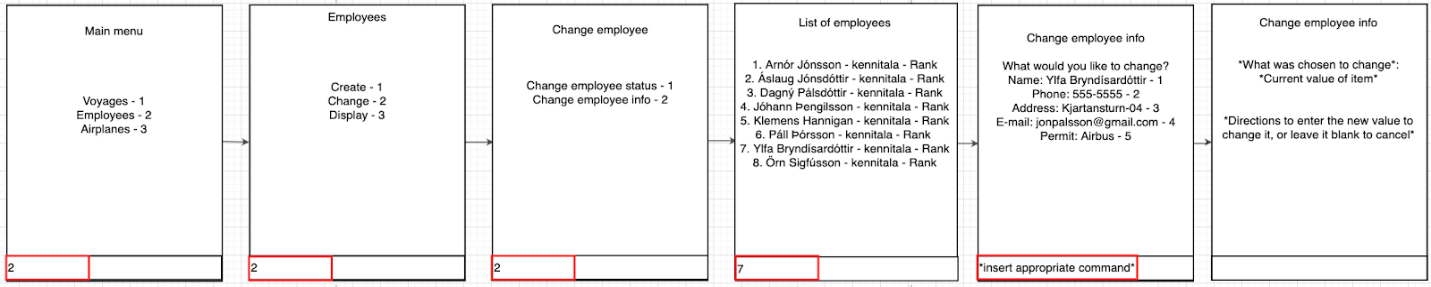 Main menu
Voyages - 1
Employees - 2
Airplanes - 3
2
Employees
Create - 1
Change - 2
Display - 3
2
Change employee
Change employee status - 1
Change employee info - 2
2
List of employees
1. Arnór Jónsson - kennitala - Rank
2. Áslaug Jónsdóttir - kennitala - Rank
3. Dagný Pálsdóttir - kennitala - Rank
4. Jóhann Þengilsson - kennitala - Rank
5. Klemens Hannigan - kennitala - Rank
6. Páll Þórsson - kennitala - Rank
7. Ylfa Bryndísardóttir - kennitala - Rank
8. Örn Sigfússon - kennitala - Rank
7
Change employee info
What would you like to change?
Name: Ylfa Bryndísardóttir - 1
Phone: 555-5555 - 2
Address: Kjartansturn-04 - 3
E-mail: jonpalsson@gmail.com - 4
Permit: Airbus - 5
*insert appropriate command*
Change employee info
*What was chosen to change*:
*Current value of item*
*Directions to enter the new value to
change it, or leave it blank to cancel*